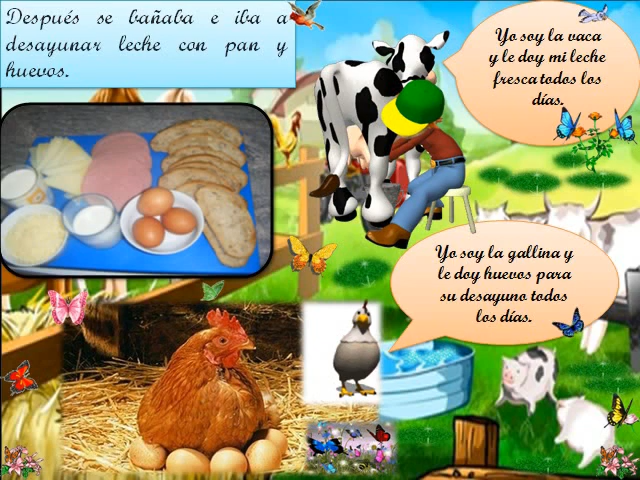 Después se bañaba e iba a
desayunar leche con pan y
huevos.
Yo soy la vaca
y le doy mi leche
fresca todos los
días.
Yo soy la gallina y
le doy huevos para
su desayuno todos
los días.